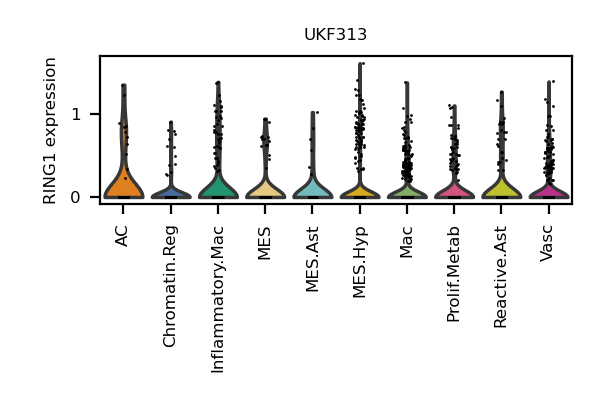 UKF313
RING1 expression
1
0
AC
Chromatin.Reg
Inflammatory.Mac
MES
MES.Ast
MES.Hyp
Mac
Prolif.Metab
Reactive.Ast
Vasc